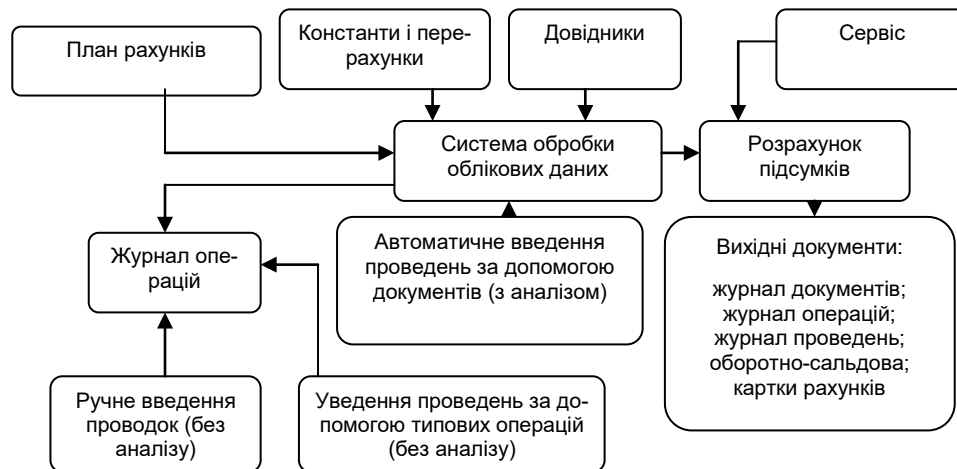 План рахунків
Константи і пере-
рахунки
Довідники
Сервіс
Система обробки
облікових даних
Розрахунок
підсумків
Журнал опе-
рацій
Автоматичне введення
проведень за допомогою
документів (з аналізом)
Вихідні документи:
журнал документів;
журнал операцій;
журнал проведень;
оборотно-сальдова;
картки рахунків
Ручне введення
проводок (без
аналізу)
Уведення проведень за до-
помогою типових операцій
(без аналізу)